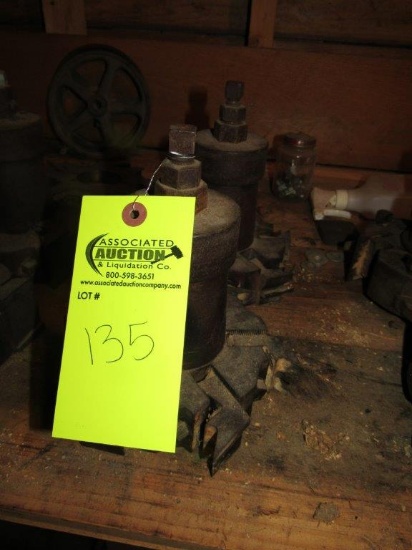 ASSOCIATED
AUCTION
& Liquidation Co.
800-598-3651
www.associatedauctioncompany.com
LOT #
135